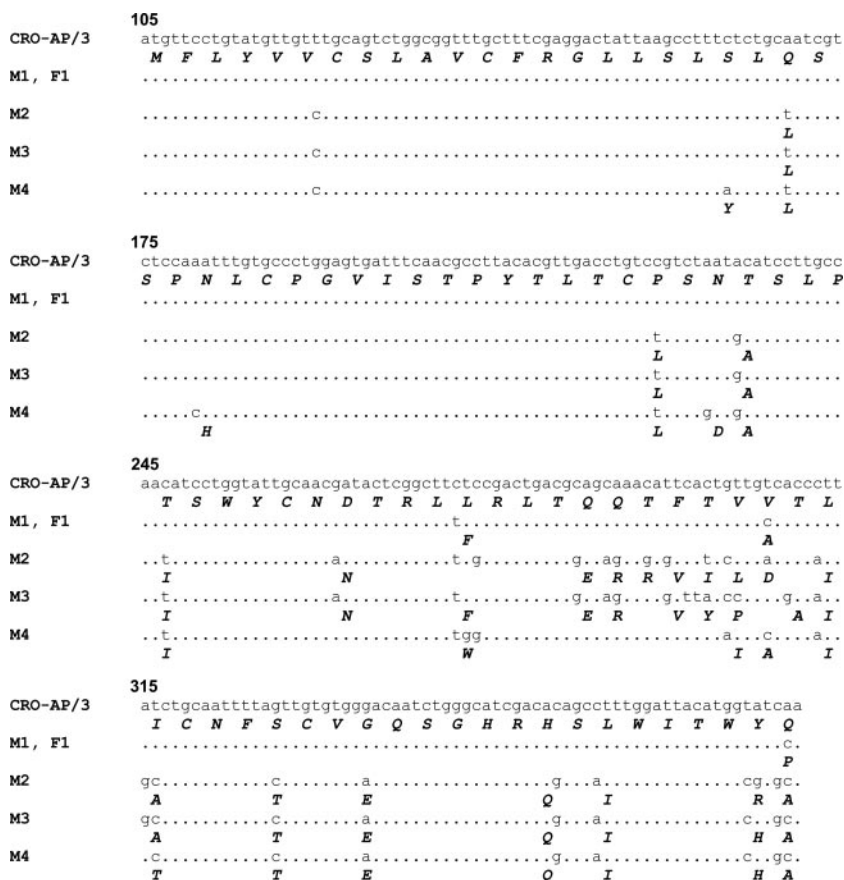 105
CRO-AP/3 atgttcctgtatgttgtttgcagtctggcggtttgctttcgaggactattaagcctttctctgcaatcgt
M F L Y V V C S L A V C F R G L L S L S L Q S
M1, F1 ......................................................................
M2 .................c..............................................t.....
L
M3 .................c..............................................t.....
L
M4 .................c........................................a.....t.....
Y L
175
CRO-AP/3 ctccaaatttgtgccctggagtgatttcaacgccttacacgttgacctgtccgtctaatacatccttgcc
S P N L C P G V I S T P Y T L T C P S N T S L P
M1, F1 ......................................................................
M2 ...................................................t.......g..........
L A
M3 ...................................................t.......g..........
L A
M4 .....c.............................................t....g..g..........
H L D A
245
CRO-AP/3 aacatcctggtattgcaacgatactcggcttctccgactgacgcagcaaacattcactgttgtcaccctt
T S W Y C N D T R L L R L T Q Q T F T V V T L
M1, F1 ...............................t..............................c.......
F A
M2 ..t................a...........t.g.........g..ag..g.g...t.c...a....a..
I N E R R V I L D I
M3 ..t................a...........t...........g..ag....g.tta.cc....g..a..
I N F E R V Y P A I
M4 ..t............................tgg........................a...c....a..
I W I A I
315
CRO-AP/3 atctgcaattttagttgtgtgggacaatctgggcatcgacacagcctttggattacatggtatcaa
I C N F S C V G Q S G H R H S L W I T W Y Q
M1, F1 ................................................................c.
P
M2 gc...........c........a..................g...a..............cg.gc.
A T E Q I R A
M3 gc...........c........a..................g...a..............c..gc.
A T E Q I H A
M4 .c...........c........a..................g...a..............c..gc.
T T E Q I H A